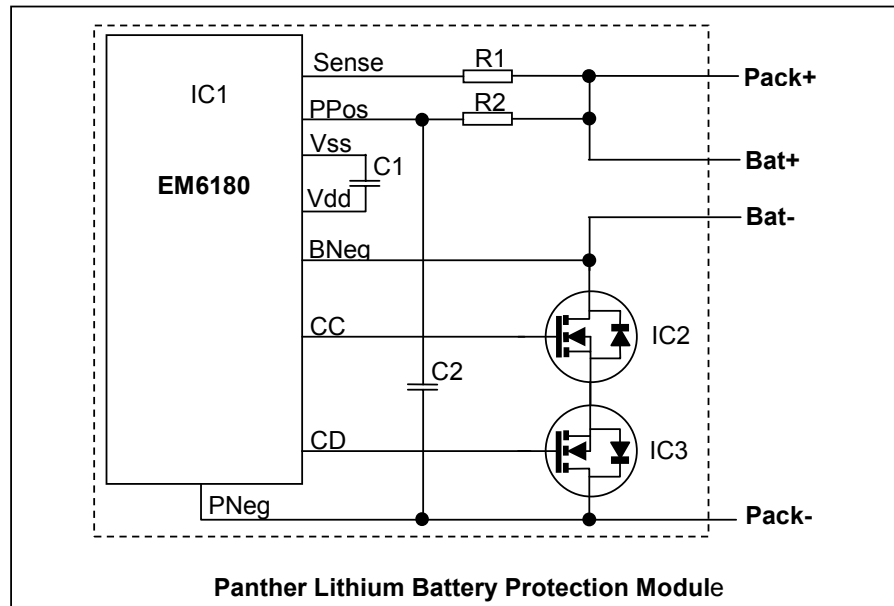 Sense
R1
Pack+
IC1
PPos
R2
Vss
C1
Bat+
EM6180
Vdd
Bat-
BNeg
CC
IC2
C2
CD
IC3
PNeg
Pack-
Panther Lithium Battery Protection Module